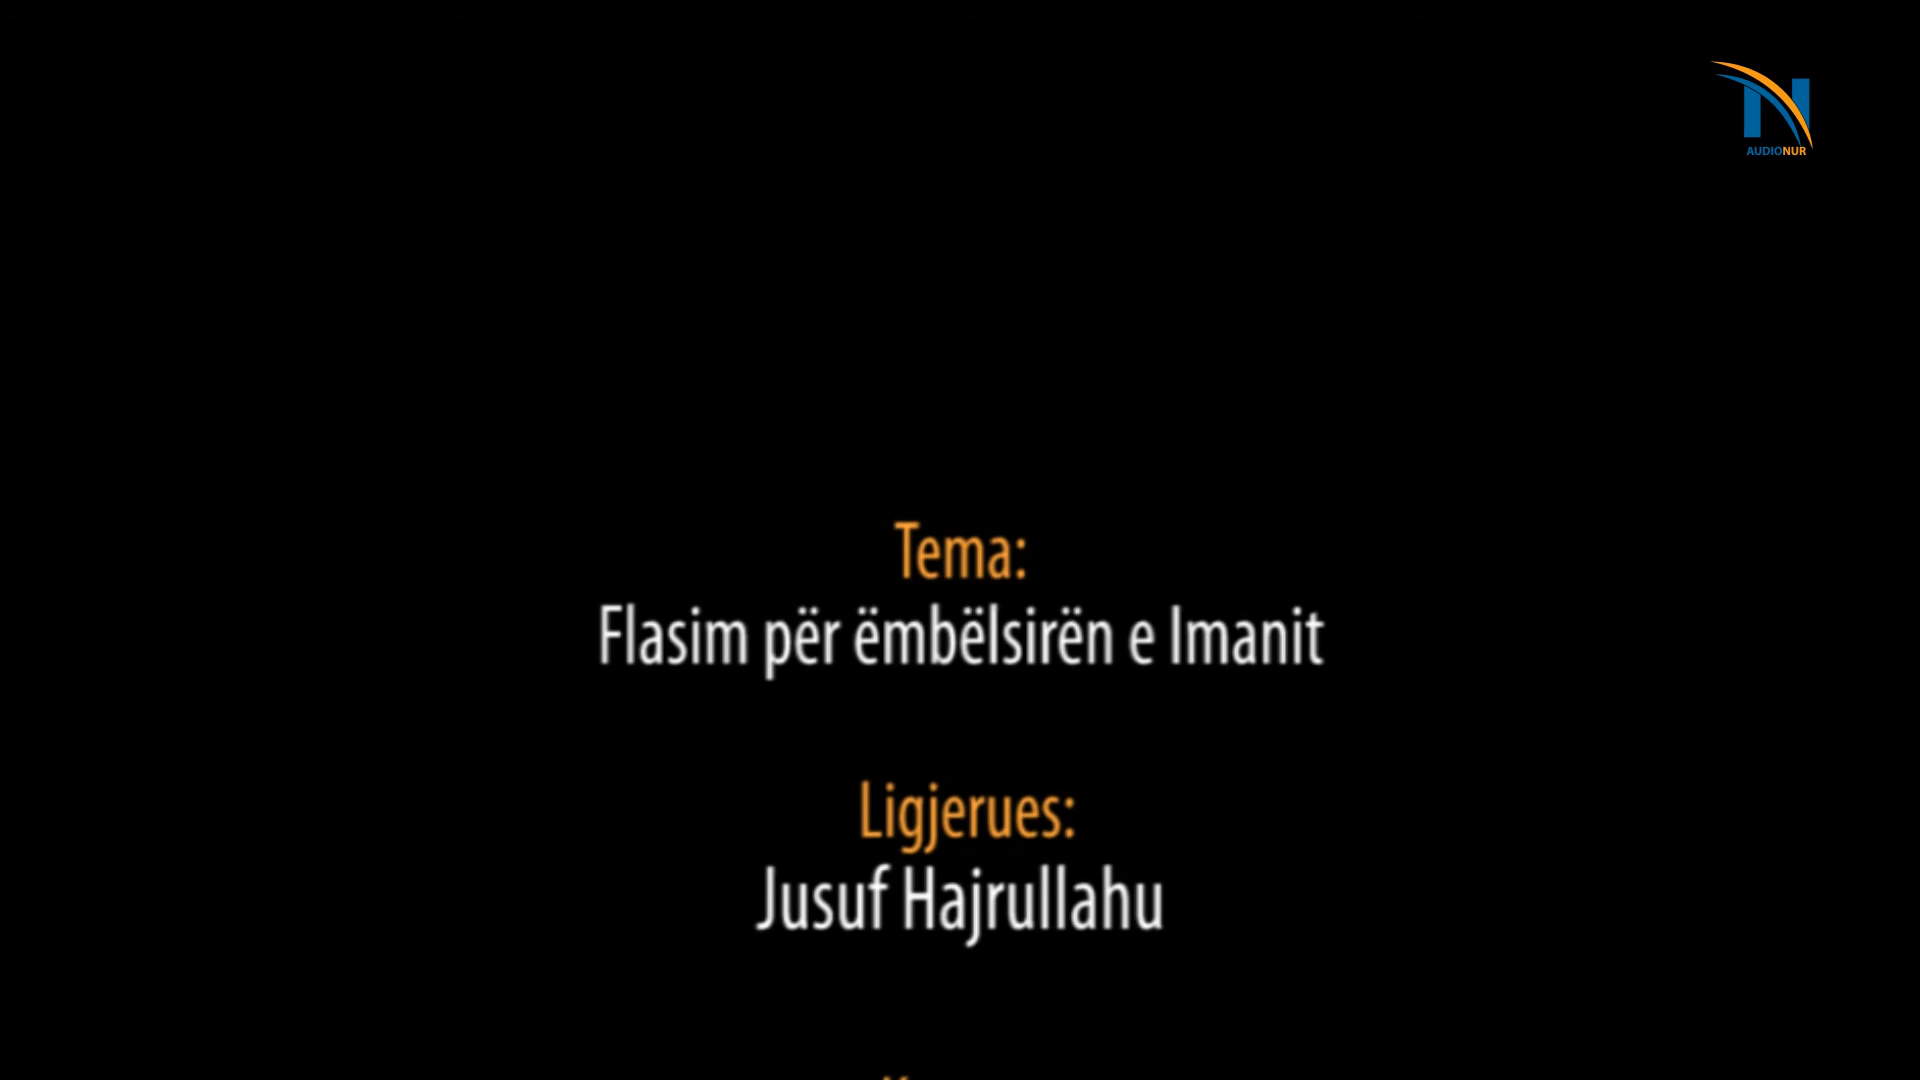 AUDIONUR
Tema:
Flasim për ëmbëlsirën e Imanit
Ligjerues:
Jusuf Hajrullahu